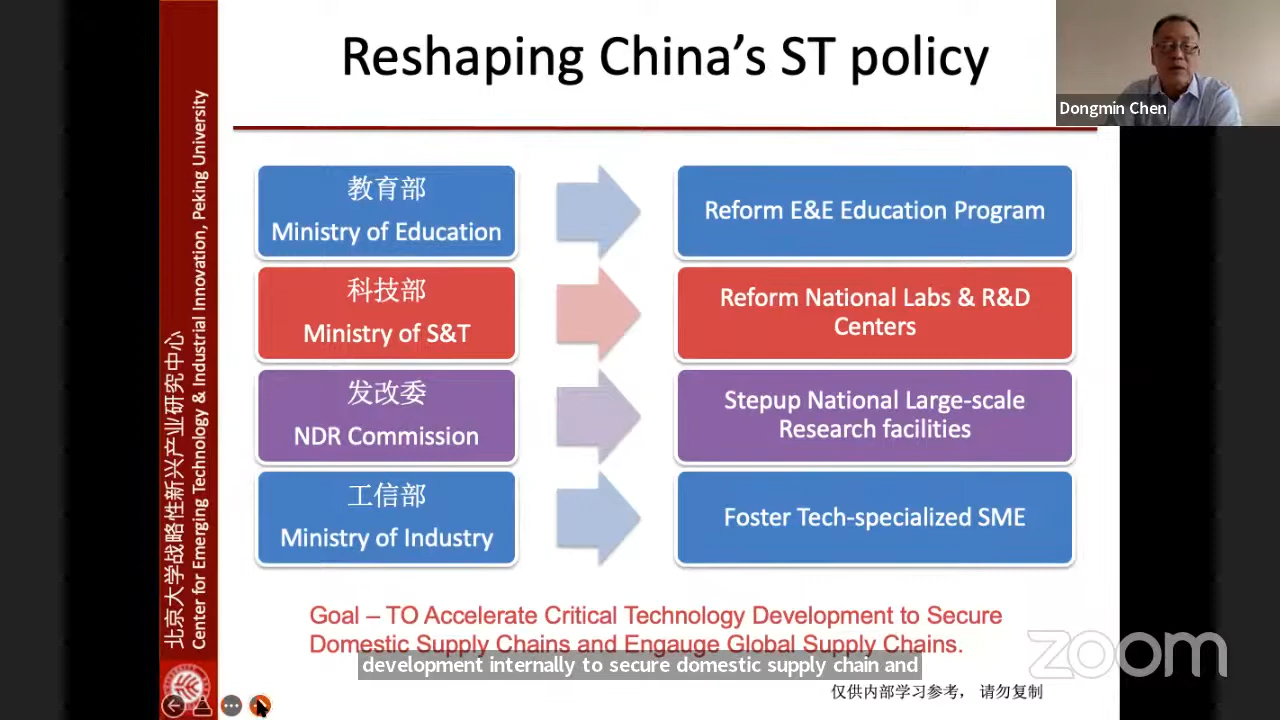 Reshaping China's ST policy
Dongmin Chen
北京大学战略性新兴产业研究中心
Center for Emerging Technology & Industrial Innovation, Peking University
教育部
Ministry of Education
Reform E&E Education Program
科技部
Ministry of S&T
Reform National Labs & R&D
Centers
发改委
NDR Commission
Stepup National Large-scale
Research facilities
工信部
Ministry of Industry
Foster Tech-specialized SME
Goal – TO Accelerate Critical Technology Development to Secure
Domestic Supply Chains and Engauge Global Supply Chains.
development internally to secure domestic supply chain and
zoom
仅供内部学习参考，请勿复制